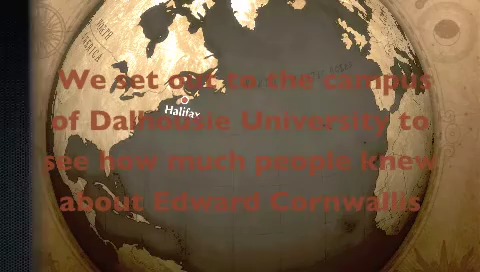 We set out to the campus
of Dalhousie University to
see how much people knew
about Edward Cornwallis
Halifax